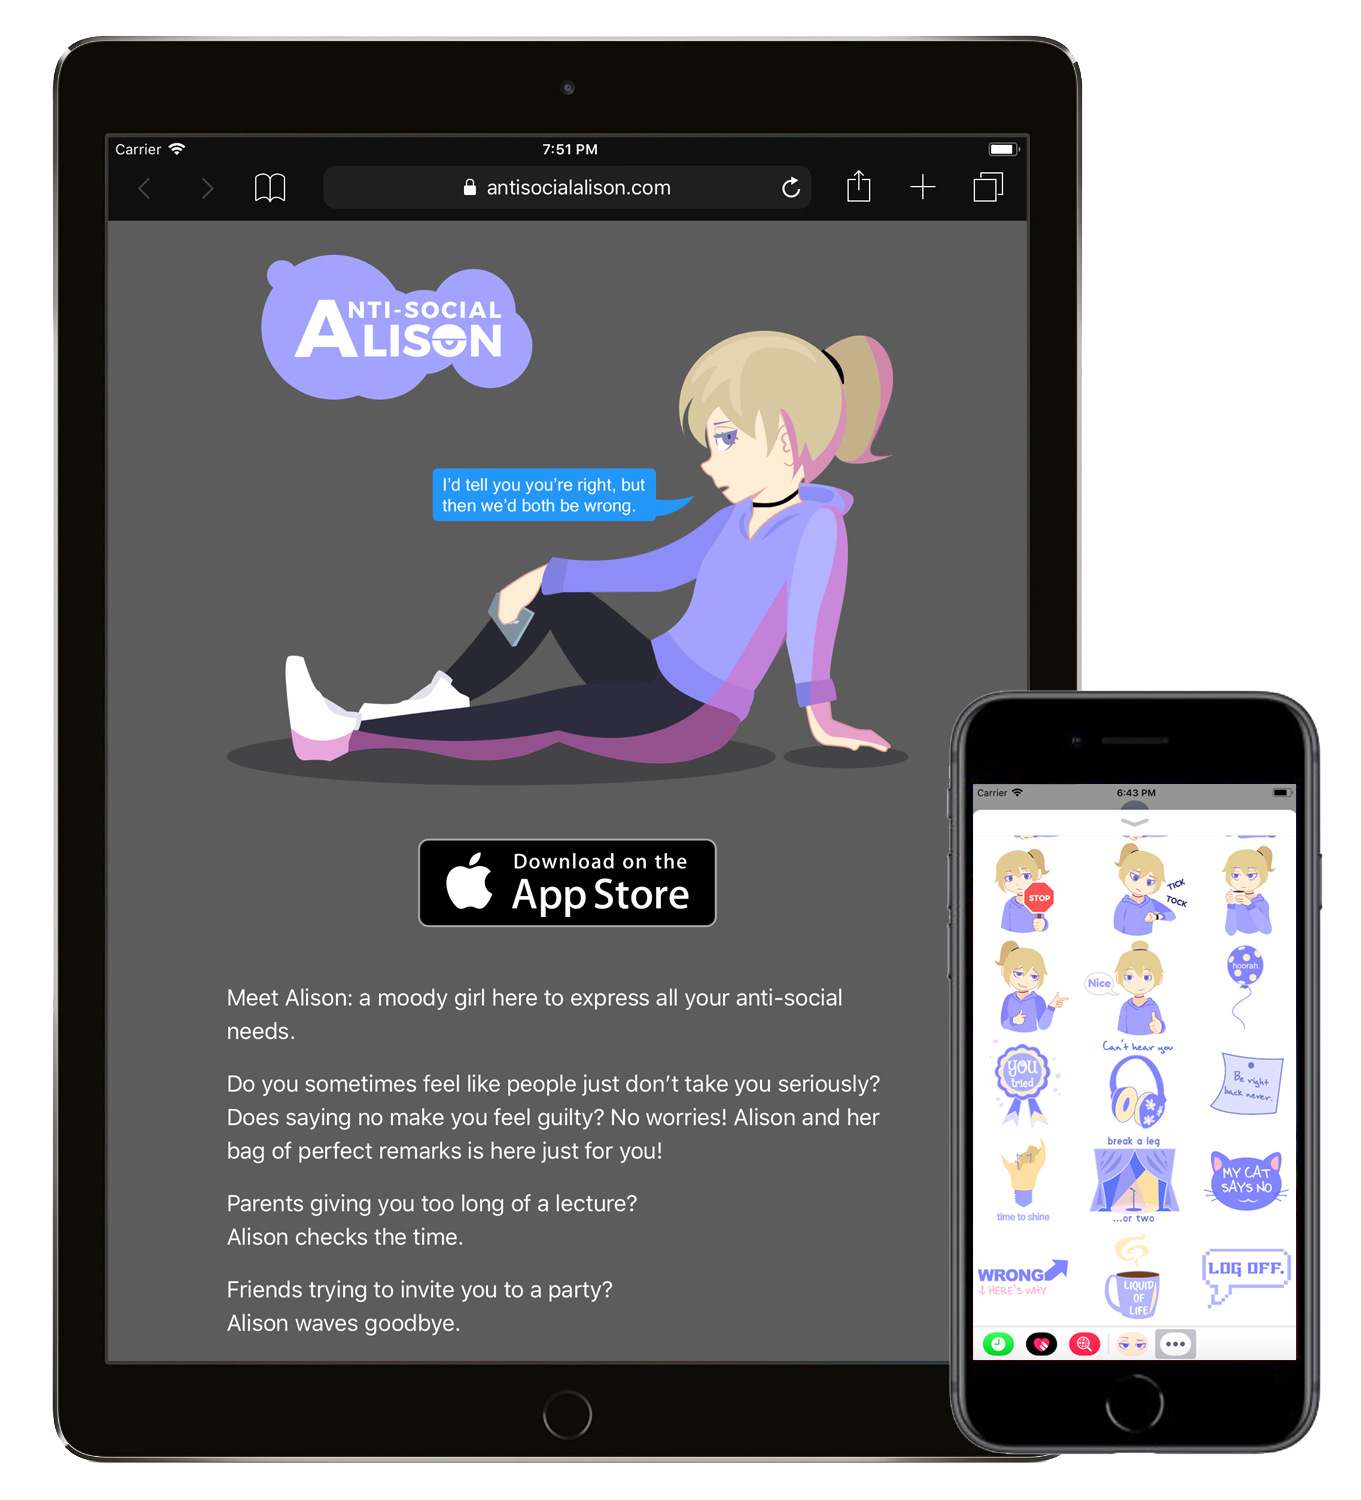 Carrier
7:51 PM
antisocialalison.com
ANTI-SOCIAL
ALISON
I'd tell you you're right, but
then we'd both be wrong.
Download on the
App Store
Meet Alison: a moody girl here to express all your anti-social
needs.
Do you sometimes feel like people just don't take you seriously?
Does saying no make you feel guilty? No worries! Alison and her
bag of perfect remarks is here just for you!
Parents giving you too long of a lecture?
Alison checks the time.
Friends trying to invite you to a party?
Alison waves goodbye.
Carrier
6:43 PM
STOP
TICK
TOCK
Nice
hoorah.
you
tried
Can't hear you
Be right
back never.
time to shine
break a leg
...or two
MY CAT
SAYS NO
WRONG
HERE'S WHY
LIQUID
OF
LIFE
LOG OFF.